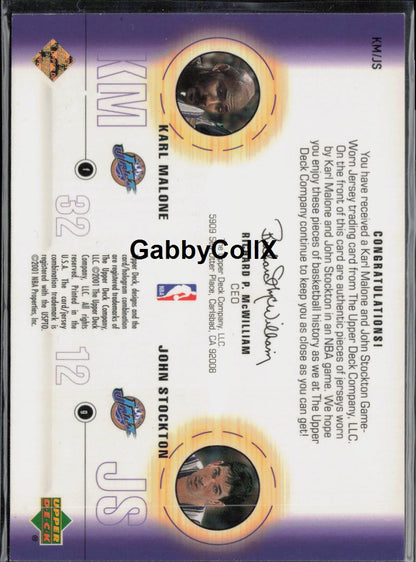 KM/JS
CONGRATULATIONS!
You have received a Karl Malone and John Stockton Game-
Worn Jersey trading card from The Upper Deck Company, LLC.
On the front of this card are authentic pieces of jerseys worn
by Karl Malone and John Stockton in an NBA game. We hope
you enjoy these pieces of basketball history as we at The Upper
Deck Company continue to keep you as close as you can get!
Richard P. McWilliam
RICHARD P. McWILLIAM
CEO
Upper Deck Company, LLC
5909 Sea Otter Place, Carlsbad, CA 92008
GabbyCollX
KARL MALONE
JOHN STOCKTON
NBA
KM
F
JAZZ
32
Upper Deck, designs and the
card/hologram combination
are registered trademarks of
LLC ©2001 The Upper Deck
Company, LLC. All rights
reserved. Printed in the
U.S.A. The card/jersey
combination trademark is
registered with the USPTO.
©2001 NBA Properties, Inc.
12
JAZZ
G
JS
UPPER
DECK
®